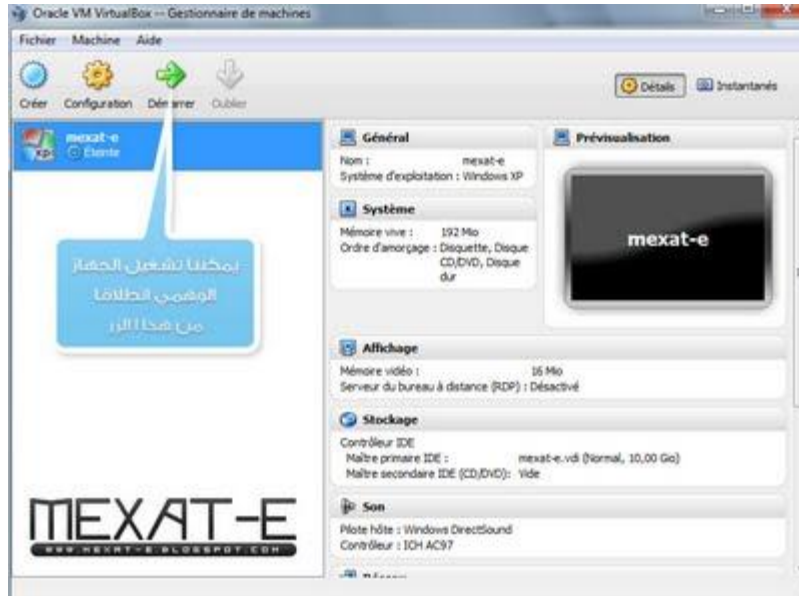 Oracle VM VirtualBox -- Gestionnaire de machines
Fichier Machine Aide
Créer Configuration Démarrer Oublier
Détails Instantanés
mexat-e
Éteinte
يمكننا تشغيل الجهاز
الوهمي انطلاقا
من هذا الزر
MEXAT-E
WWW.MEXAT-E.BLOGSPOT.COM
Général
Nom : mexat-e
Système d'exploitation : Windows XP
Système
Mémoire vive : 192 Mio
Ordre d'amorçage : Disquette, Disque
CD/DVD, Disque
dur
Prévisualisation
mexat-e
Affichage
Mémoire vidéo : 16 Mio
Serveur du bureau à distance (RDP) : Désactivé
Stockage
Contrôleur IDE
Maître primaire IDE : mexat-e.vdi (Normal, 10,00 Gio)
Maître secondaire IDE (CD/DVD): Vide
Son
Pilote hôte : Windows DirectSound
Contrôleur : ICH AC97